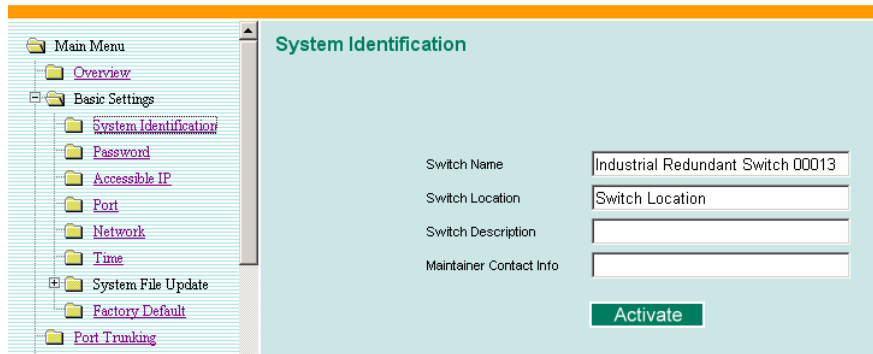 Main Menu
Overview
Basic Settings
System Identification
Password
Accessible IP
Port
Network
Time
System File Update
Factory Default
Port Trunking
System Identification
Switch Name
Industrial Redundant Switch 00013
Switch Location
Switch Location
Switch Description
Maintainer Contact Info
Activate